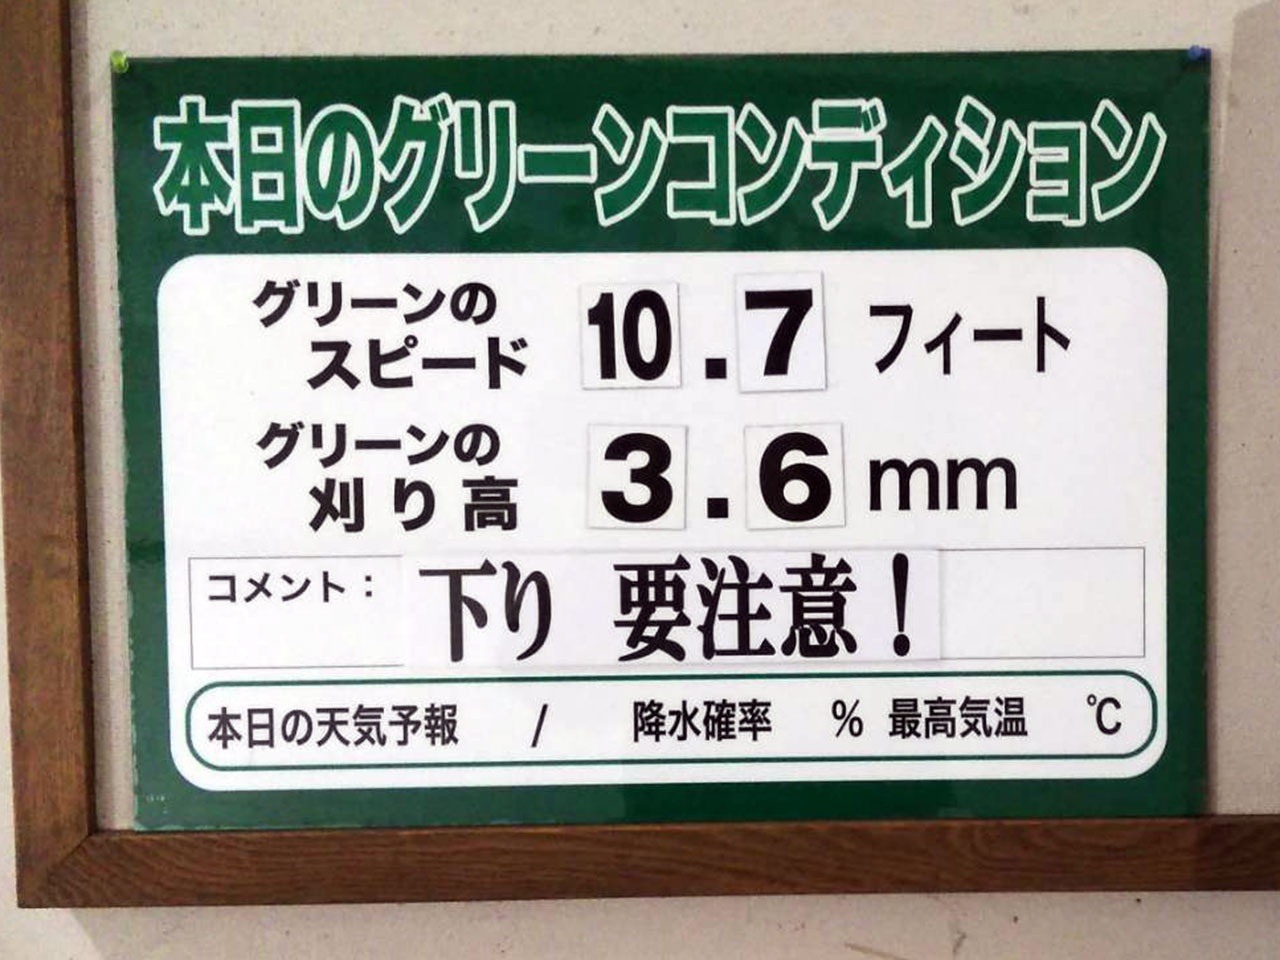 本日のグリーンコンディション
グリーンの
スピード 10.7 フィート
グリーンの
刈り高 3.6 mm
コメント： 下り 要注意！
本日の天気予報 / 降水確率 % 最高気温 ℃